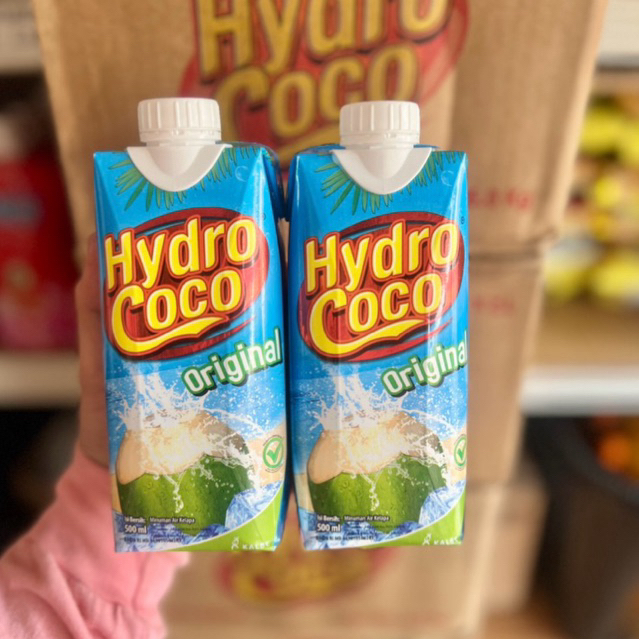 Hydro
Coco
Hydro
Coco
Original
Isi Bersih:
500 ml
Minuman Air Kelapa
Hydro
Coco
Original
Isi Bersih:
500 ml
Minuman Air Kelapa